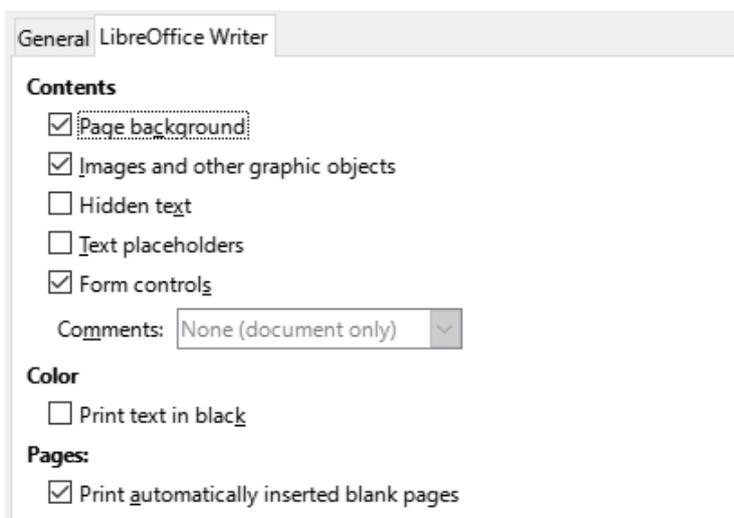 General LibreOffice Writer
Contents
Page background
Images and other graphic objects
Hidden text
Text placeholders
Form controls
Comments: None (document only)
Color
Print text in black
Pages:
Print automatically inserted blank pages